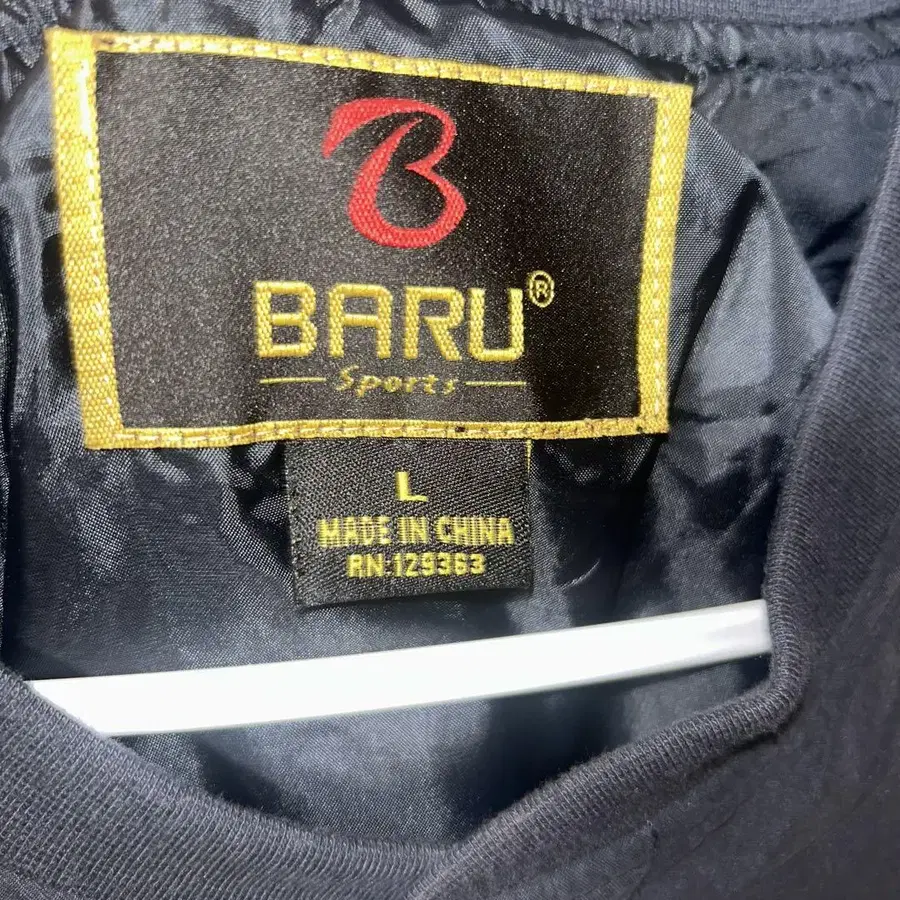 B
BARU®
Sports
L
MADE IN CHINA
RN:129363